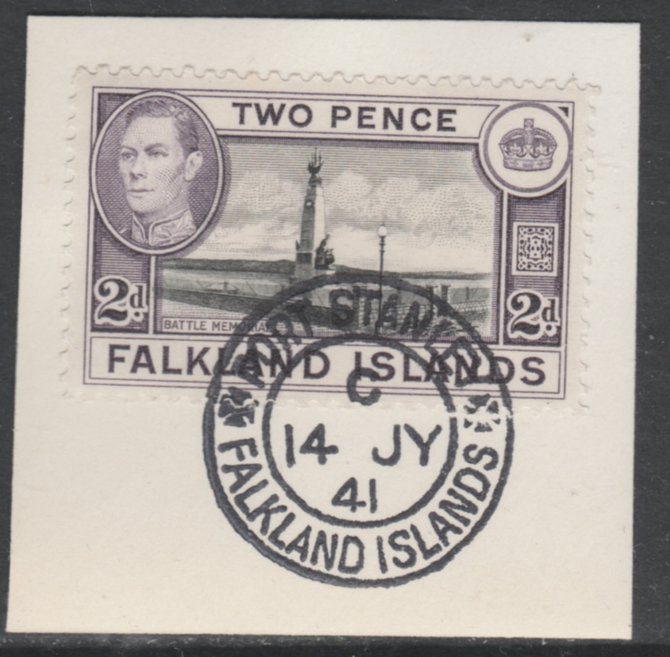 TWO PENCE
2d.
2d.
BATTLE MEMORIAL
FALKLAND ISLANDS
PORT STANLEY
C
14 JY
41
FALKLAND ISLANDS